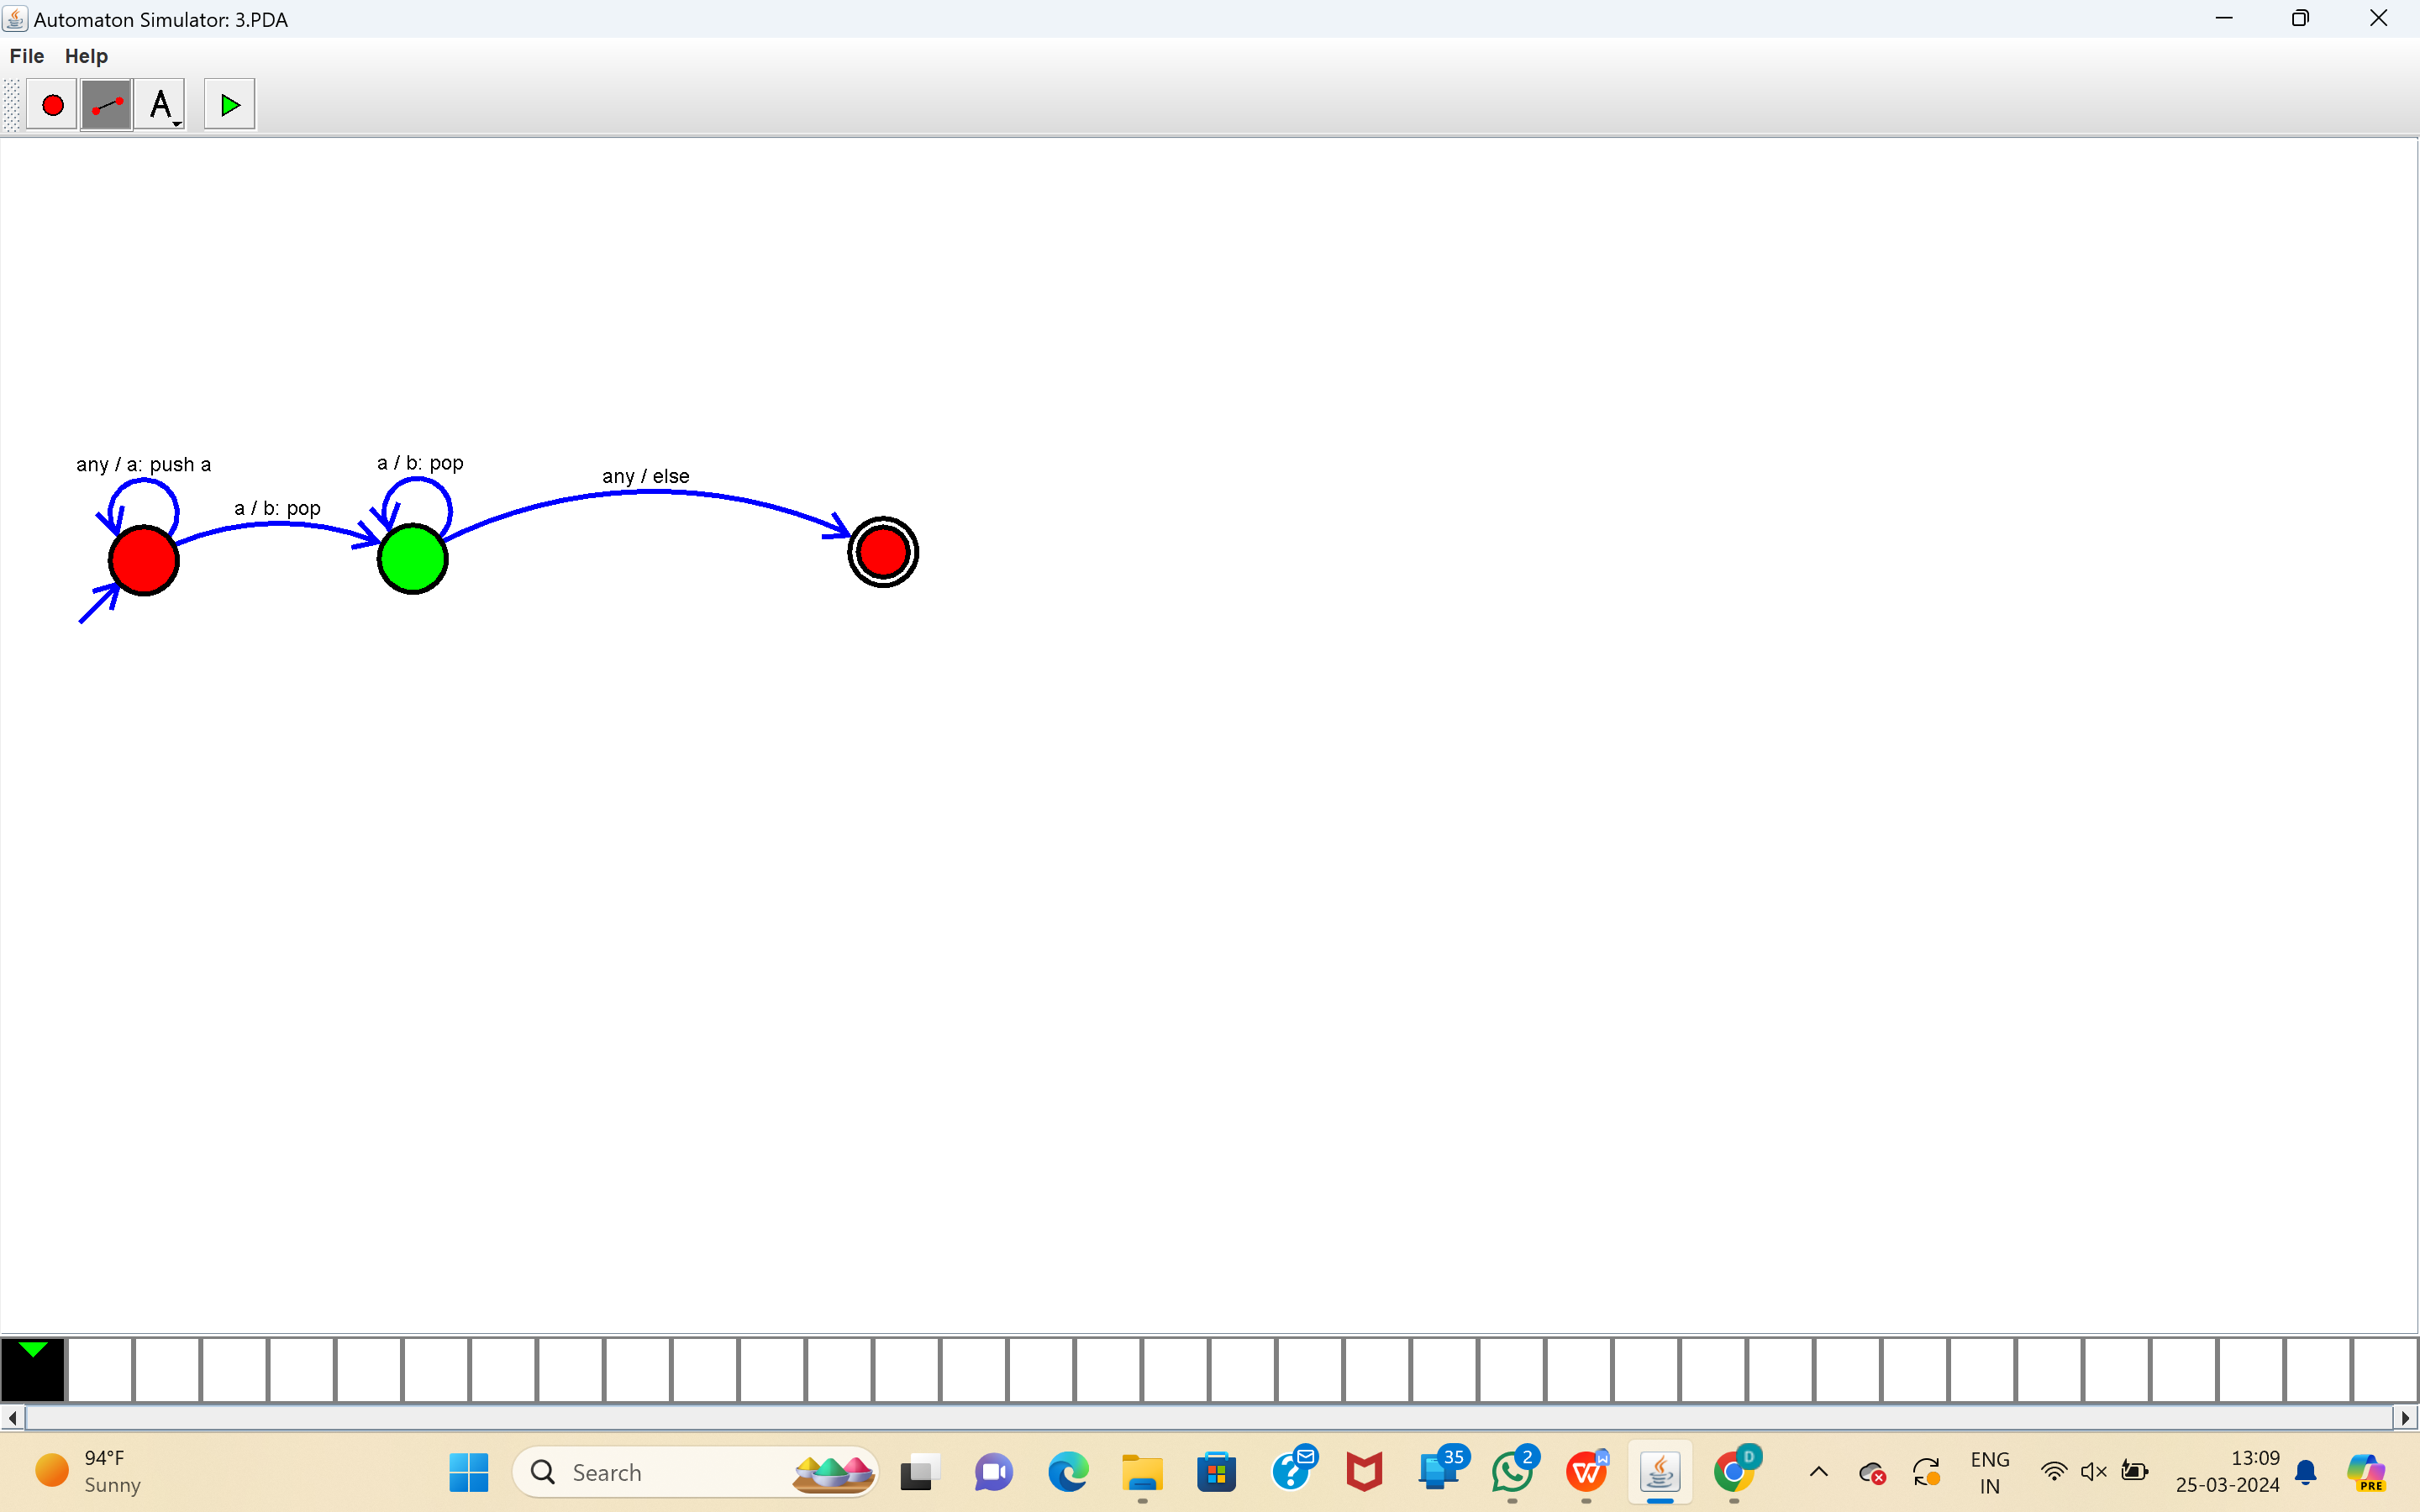 Automaton Simulator: 3.PDA
File Help
A
any / a: push a
a / b: pop
a / b: pop
any / else
94°F
Sunny
Search
35
2
W
D
ENG
IN
13:09
25-03-2024
PRE